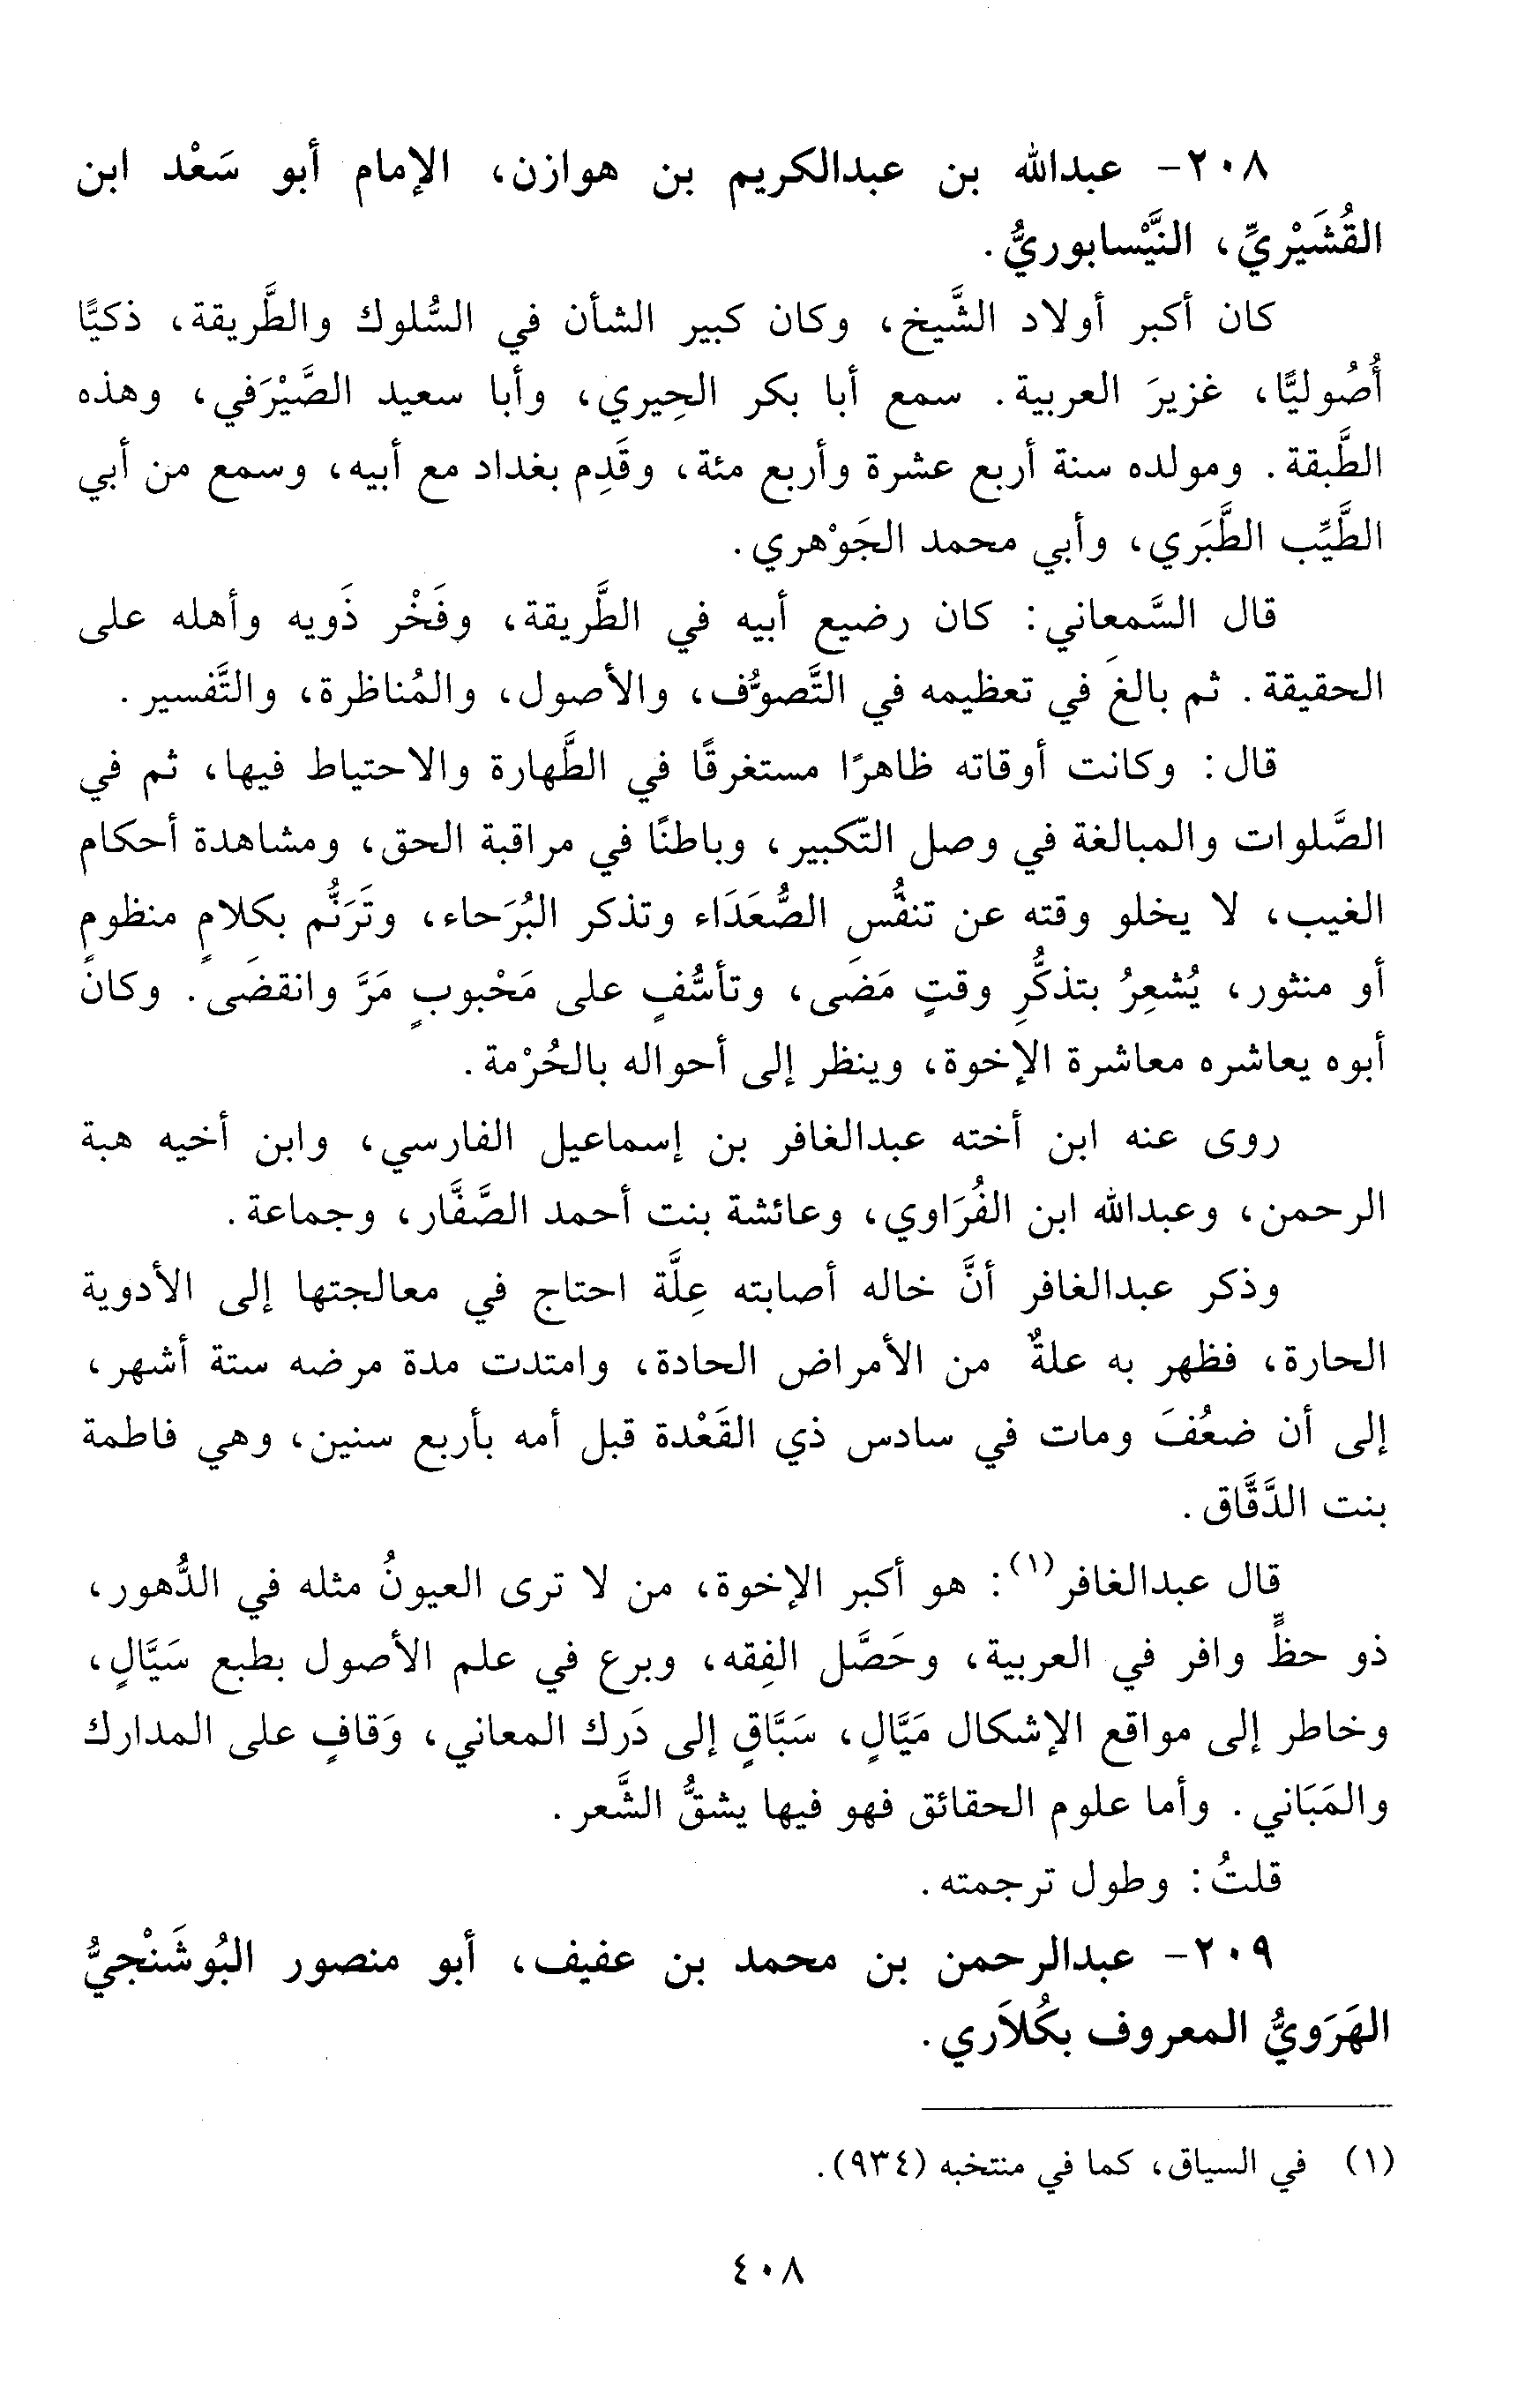 ٢٠٨- عبدالله بن عبدالكريم بن هوازن، الإمام أبو سَعْد ابن
القُشَيْريِّ، النَّيْسابوريُّ.
كان أكبر أولاد الشَّيخ، وكان كبير الشأن في السُّلوك والطَّريقة، ذكيًّا
أُصُوليًّا، غزيرَ العربية. سمع أبا بكر الحِيري، وأبا سعيد الصَّيْرَفي، وهذه
الطَّبقة. ومولده سنة أربع عشرة وأربع مئة، وقَدِم بغداد مع أبيه، وسمع من أبي
الطَّيِّب الطَّبَري، وأبي محمد الجَوْهري.
قال السَّمعاني: كان رضيع أبيه في الطَّريقة، وفَخْر ذَويه وأهله على
الحقيقة. ثم بالغَ في تعظيمه في التَّصوُّف، والأصول، والمُناظرة، والتَّفسير.
قال: وكانت أوقاته ظاهرًا مستغرقًا في الطَّهارة والاحتياط فيها، ثم في
الصَّلوات والمبالغة في وصل التّكبير، وباطنًا في مراقبة الحق، ومشاهدة أحكام
الغيب، لا يخلو وقته عن تنفُّسِ الصُّعَدَاء وتذكر البُرَحاء، وتَرَنُّم بكلامٍ منظومٍ
أو منثور، يُشعِرُ بتذكُّرِ وقتٍ مَضَى، وتأسُّفٍ على مَحْبوبٍ مَرَّ وانقضَى. وكان
أبوه يعاشره معاشرة الإخوة، وينظر إلى أحواله بالحُرْمة.
روى عنه ابن أخته عبدالغافر بن إسماعيل الفارسي، وابن أخيه هبة
الرحمن، وعبدالله ابن الفُرَاوي، وعائشة بنت أحمد الصَّفَّار، وجماعة.
وذكر عبدالغافر أنَّ خاله أصابته عِلَّة احتاج في معالجتها إلى الأدوية
الحارة، فظهر به علةٌ من الأمراض الحادة، وامتدت مدة مرضه ستة أشهر،
إلى أن ضعُفَ ومات في سادس ذي القَعْدة قبل أمه بأربع سنين، وهي فاطمة
بنت الدَّقَّاق.
قال عبدالغافر(١): هو أكبر الإخوة، من لا ترى العيونُ مثله في الدُّهور،
ذو حظٍّ وافر في العربية، وحَصَّل الفِقه، وبرع في علم الأصول بطبع سَيَّالٍ،
وخاطر إلى مواقع الإشكال مَيَّالٍ، سَبَّاقٍ إلى دَرك المعاني، وَقافٍ على المدارك
والمَبَاني. وأما علوم الحقائق فهو فيها يشقُّ الشَّعر.
قلتُ: وطول ترجمته.
٢٠٩- عبدالرحمن بن محمد بن عفيف، أبو منصور البُوشَنْجيُّ
الهَرَويُّ المعروف بكُلاَري.
(١) في السياق، كما في منتخبه (٩٣٤).
٤٠٨